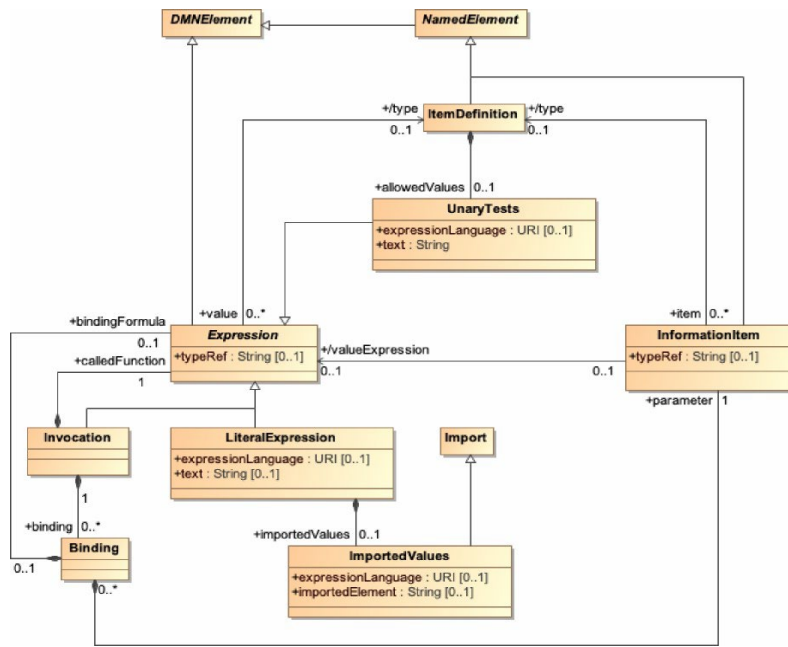 DMNElement
NamedElement
+/type
0..1
ItemDefinition
+/type
0..1
+allowedValues 0..1
UnaryTests
+expressionLanguage : URI [0..1]
+text : String
+value 0..*
+item 0..*
+bindingFormula
0..1
Expression
+typeRef : String [0..1]
+/valueExpression
0..1
0..1
InformationItem
+typeRef : String [0..1]
+calledFunction
1
+parameter 1
Invocation
LiteralExpression
+expressionLanguage : URI [0..1]
+text : String [0..1]
Import
1
+binding 0..*
+importedValues 0..1
Binding
0..1
0..*
ImportedValues
+expressionLanguage : URI [0..1]
+importedElement : String [0..1]